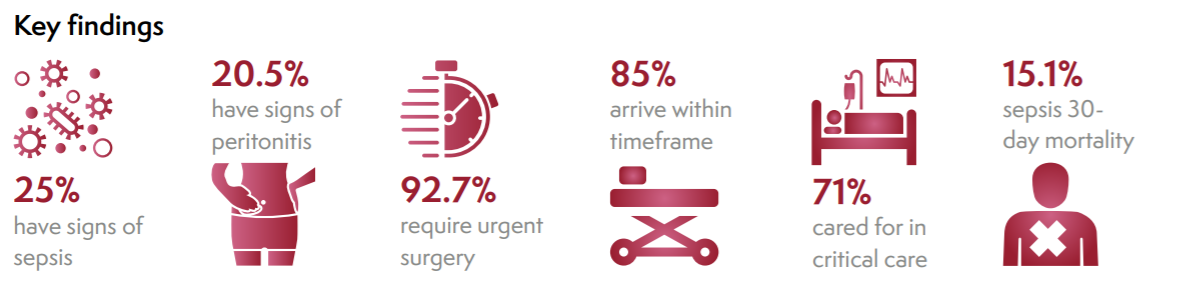 Key findings
25%
have signs of
sepsis
20.5%
have signs of
peritonitis
92.7%
require urgent
surgery
85%
arrive within
timeframe
71%
cared for in
critical care
15.1%
sepsis 30-
day mortality